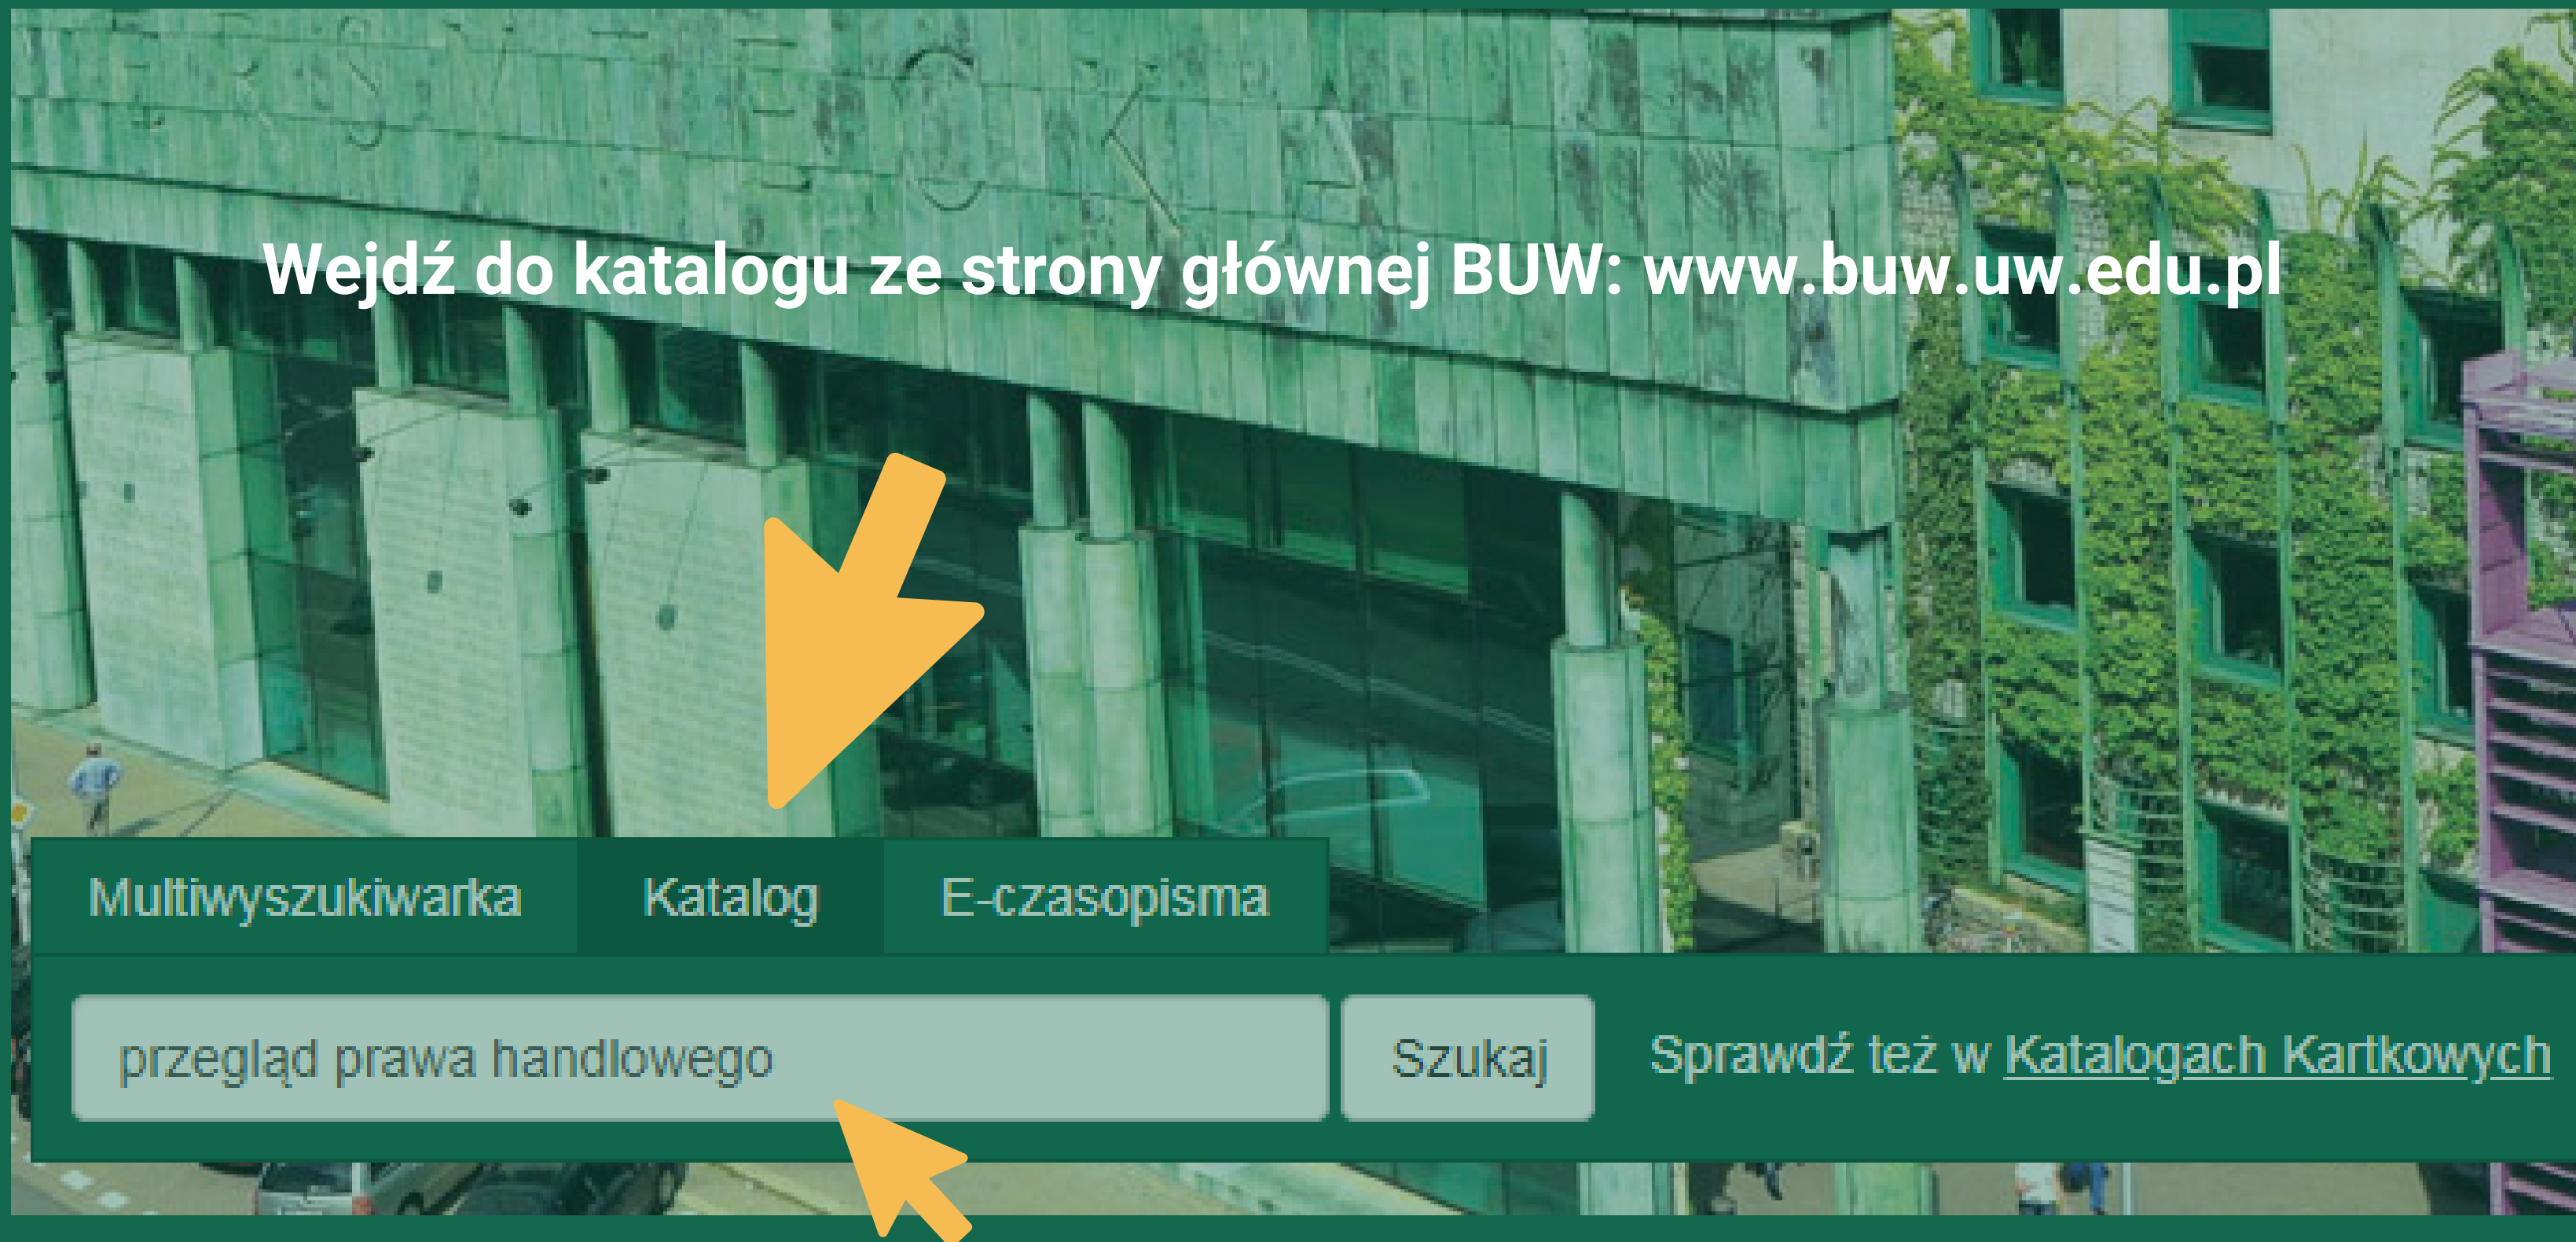 Wejdź do katalogu ze strony głównej BUW: www.buw.uw.edu.pl
Multiwyszukiwarka Katalog E-czasopisma
przegląd prawa handlowego Szukaj Sprawdź też w Katalogach Kartkowych